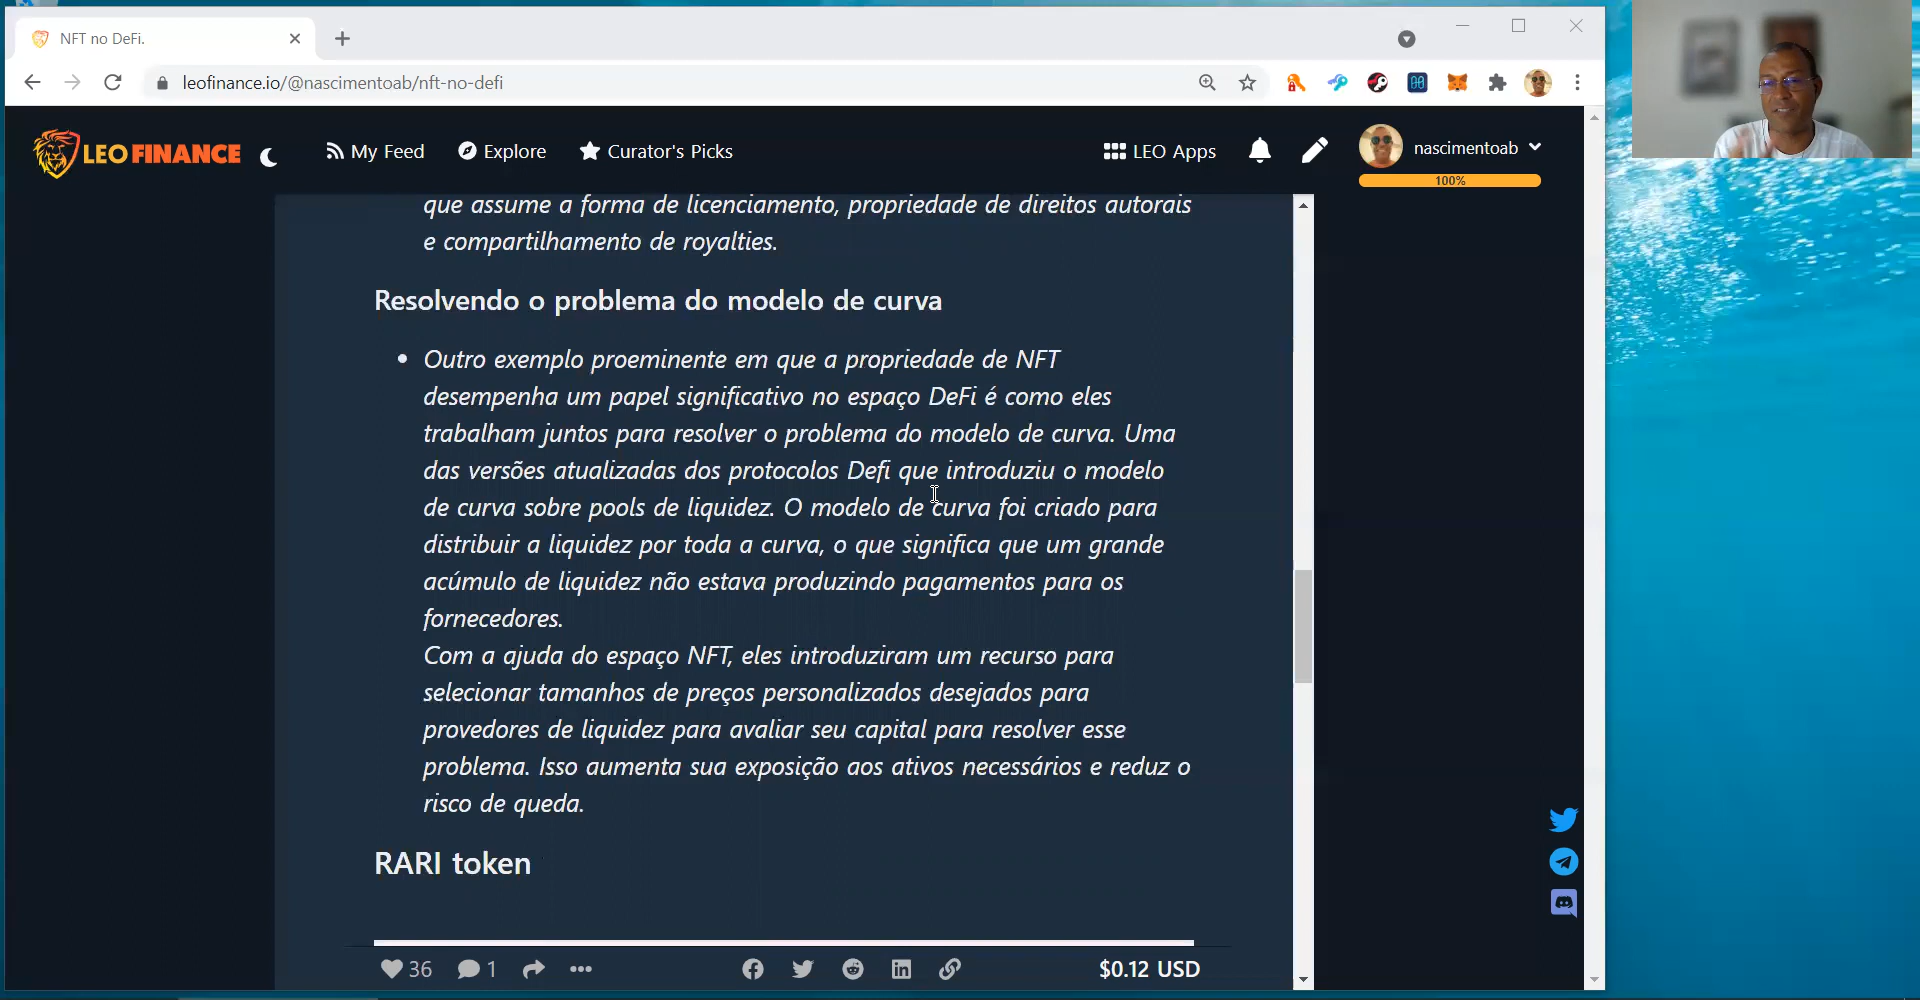 NFT no DeFi.
leofinance.io/@nascimentoab/nft-no-defi
LEOFINANCE
My Feed
Explore
Curator's Picks
LEO Apps
nascimentoab
100%
que assume a forma de licenciamento, propriedade de direitos autorais
e compartilhamento de royalties.
Resolvendo o problema do modelo de curva
• Outro exemplo proeminente em que a propriedade de NFT
desempenha um papel significativo no espaço DeFi é como eles
trabalham juntos para resolver o problema do modelo de curva. Uma
das versões atualizadas dos protocolos Defi que introduziu o modelo
de curva sobre pools de liquidez. O modelo de curva foi criado para
distribuir a liquidez por toda a curva, o que significa que um grande
acúmulo de liquidez não estava produzindo pagamentos para os
fornecedores.
Com a ajuda do espaço NFT, eles introduziram um recurso para
selecionar tamanhos de preços personalizados desejados para
provedores de liquidez para avaliar seu capital para resolver esse
problema. Isso aumenta sua exposição aos ativos necessários e reduz o
risco de queda.
RARI token
36
1
$0.12 USD